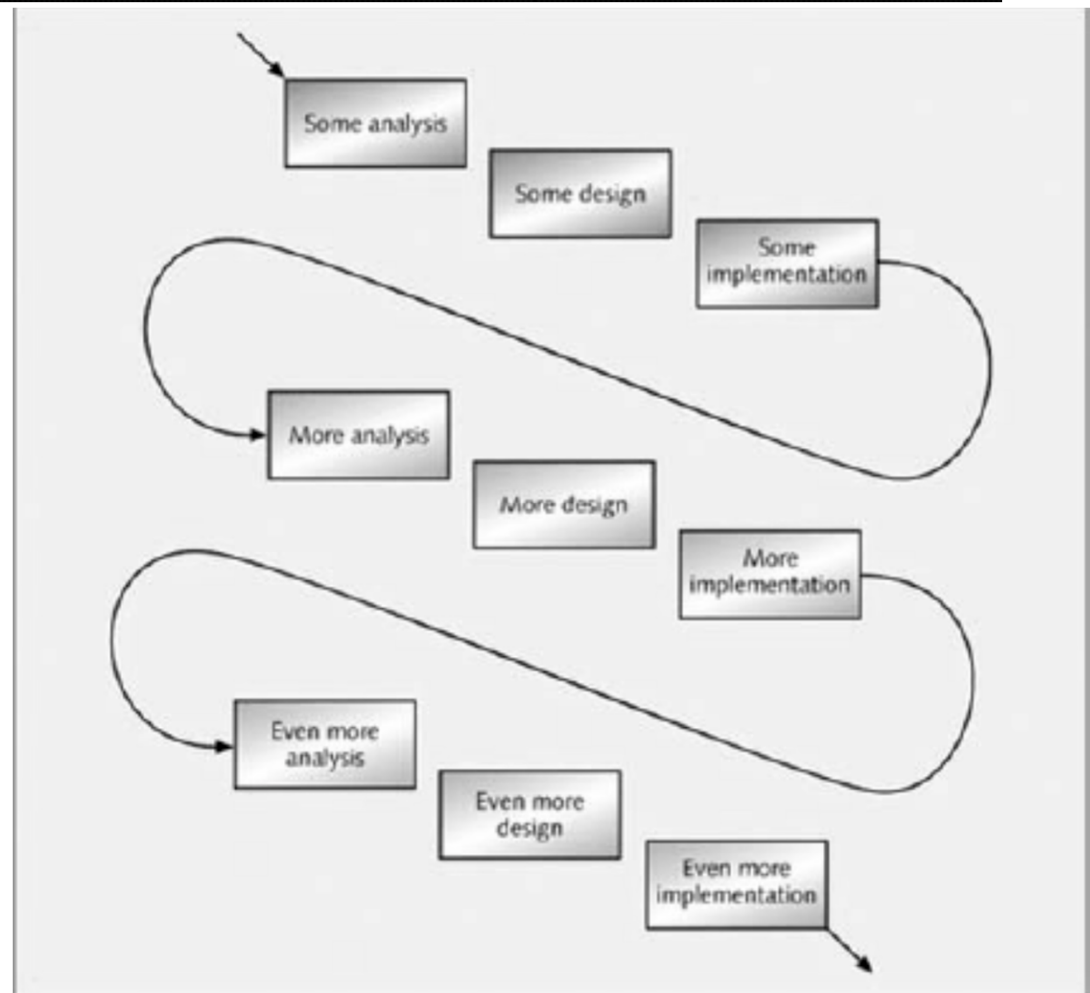 Some analysis
Some design
Some
implementation
More analysis
More design
More
implementation
Even more
analysis
Even more
design
Even more
implementation